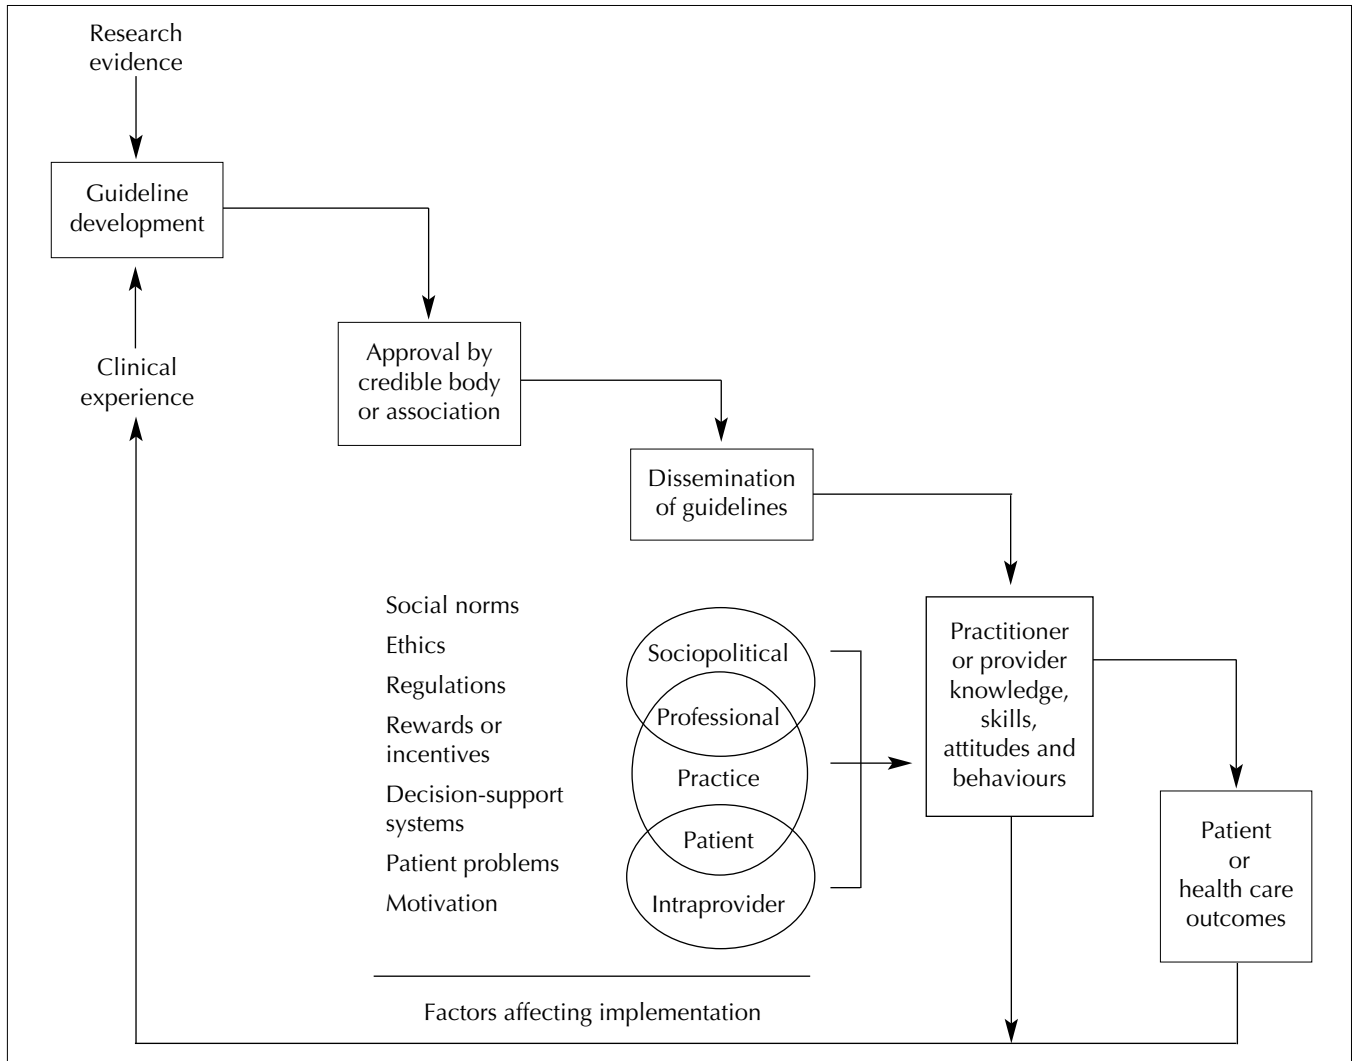 Research
evidence
Guideline
development
Clinical
experience
Approval by
credible body
or association
Dissemination
of guidelines
Social norms
Ethics
Regulations
Rewards or
incentives
Decision-support
systems
Patient problems
Motivation
Sociopolitical
Professional
Practice
Patient
Intraprovider
Factors affecting implementation
Practitioner
or provider
knowledge,
skills,
attitudes and
behaviours
Patient
or
health care
outcomes